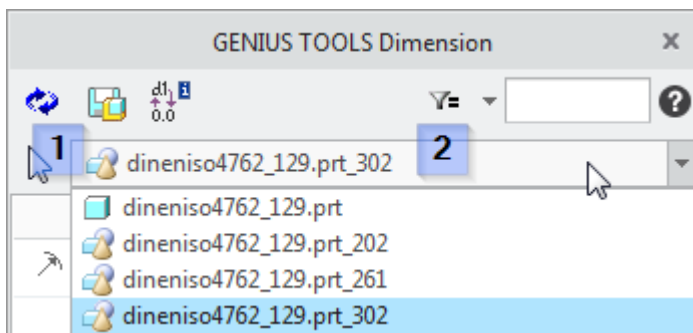 GENIUS TOOLS Dimension
d1 i
0.0
1
2
dineniso4762_129.prt_302
dineniso4762_129.prt
dineniso4762_129.prt_202
dineniso4762_129.prt_261
dineniso4762_129.prt_302